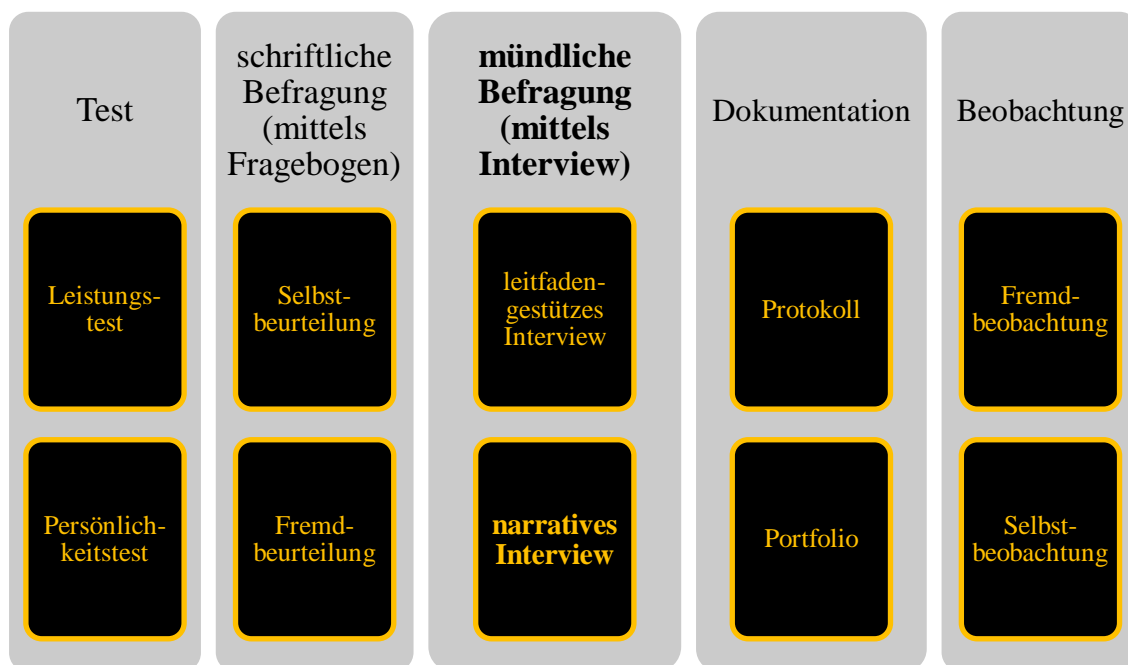 Test
schriftliche
Befragung
(mittels
Fragebogen)
mündliche
Befragung
(mittels
Interview)
Dokumentation
Beobachtung
Leistungs-
test
Selbst-
beurteilung
leitfaden-
gestützes
Interview
Protokoll
Fremd-
beobachtung
Persönlich-
keitstest
Fremd-
beurteilung
narratives
Interview
Portfolio
Selbst-
beobachtung